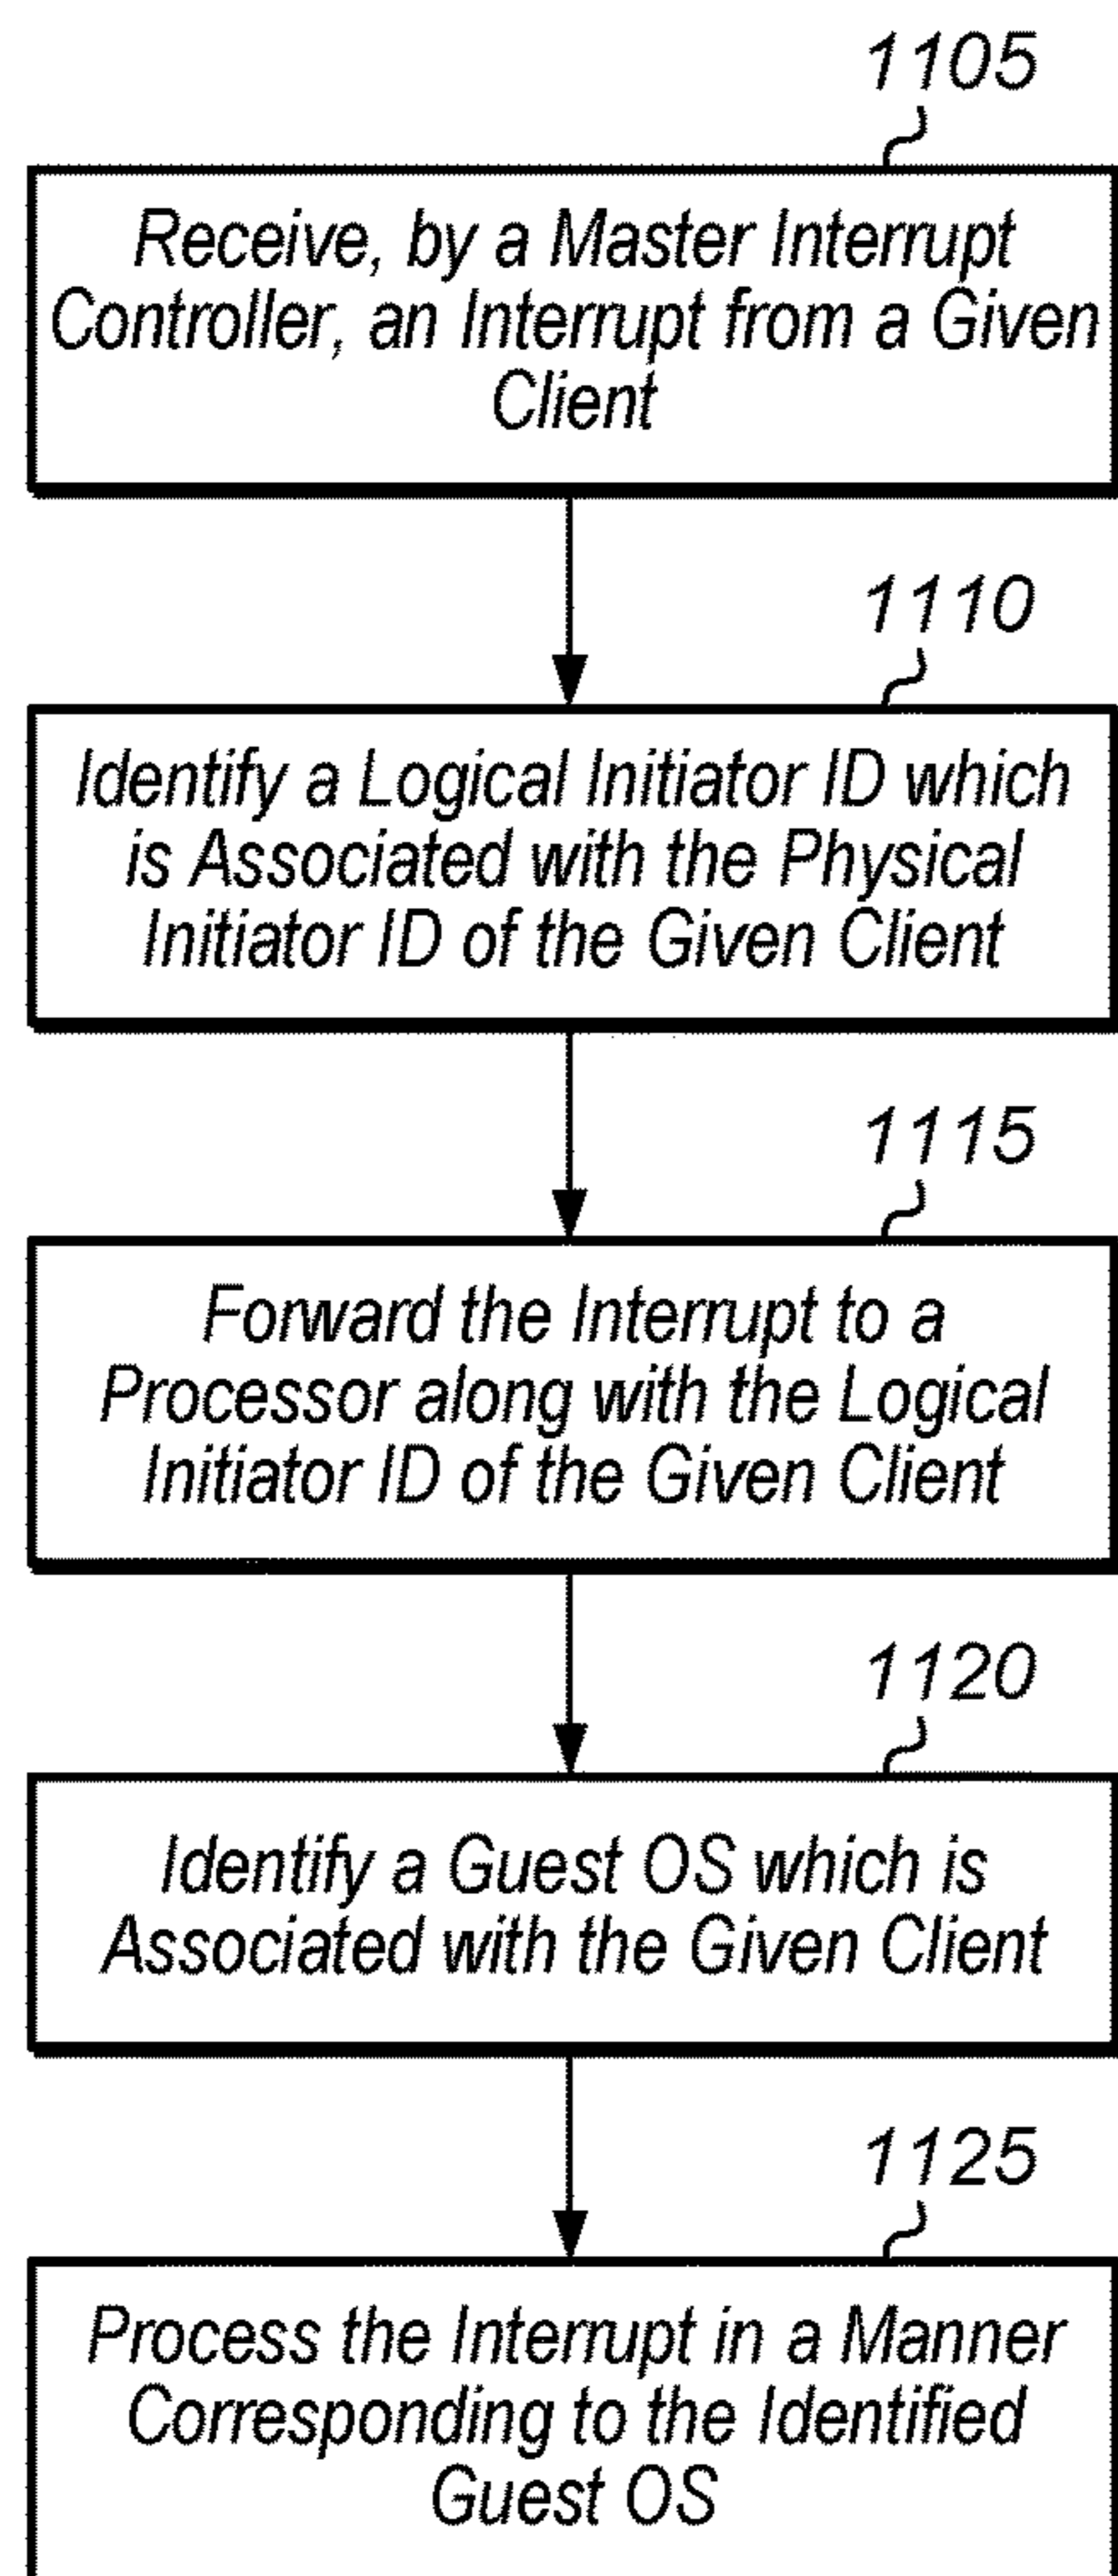 1105
Receive, by a Master Interrupt
Controller, an Interrupt from a Given
Client
1110
Identify a Logical Initiator ID which
is Associated with the Physical
Initiator ID of the Given Client
1115
Forward the Interrupt to a
Processor along with the Logical
Initiator ID of the Given Client
1120
Identify a Guest OS which is
Associated with the Given Client
1125
Process the Interrupt in a Manner
Corresponding to the Identified
Guest OS